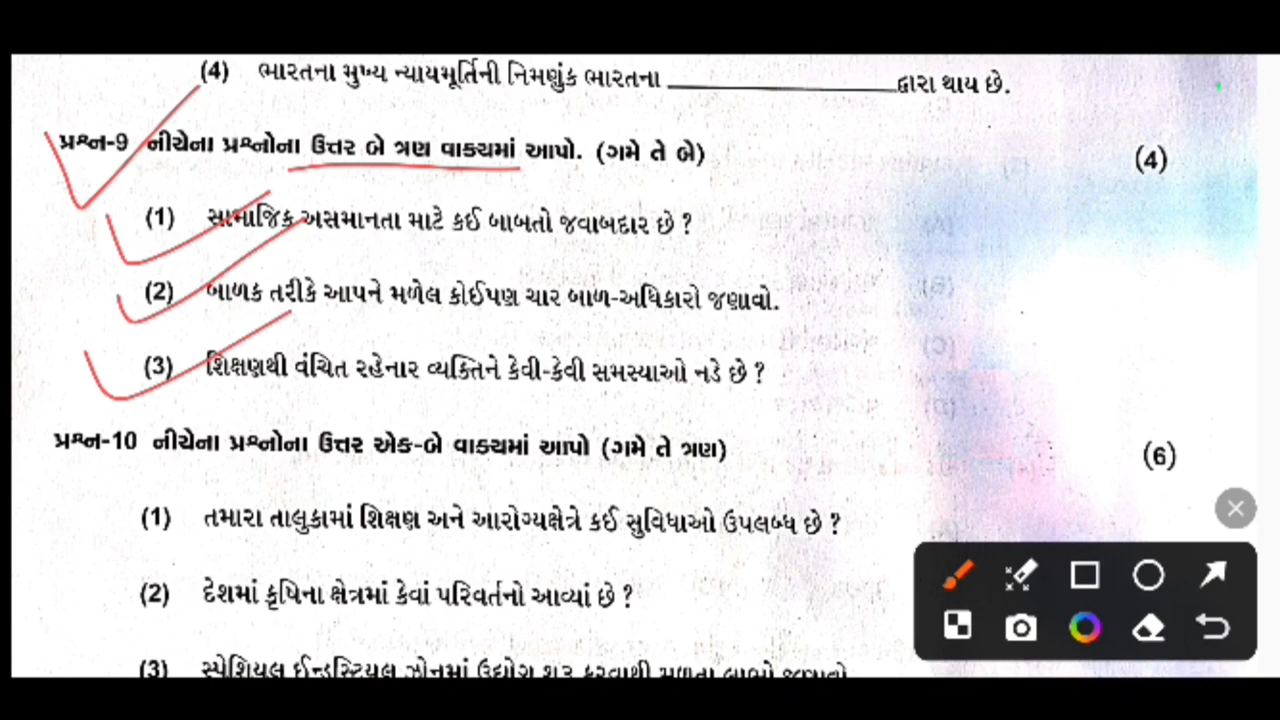 (4) ભારતના મુખ્ય ન્યાયમૂર્તિની નિમણુંક ભારતના ____________ દ્વારા થાય છે.
પ્રશ્ન-9 નીચેના પ્રશ્નોના ઉત્તર બે ત્રણ વાક્યમાં આપો. (ગમે તે બે) (4)
(1) સામાજિક અસમાનતા માટે કઈ બાબતો જવાબદાર છે ?
(2) બાળક તરીકે આપને મળેલ કોઈપણ ચાર બાળ-અધિકારો જણાવો.
(3) શિક્ષણથી વંચિત રહેનાર વ્યક્તિને કેવી-કેવી સમસ્યાઓ નડે છે ?
પ્રશ્ન-10 નીચેના પ્રશ્નોના ઉત્તર એક-બે વાક્યમાં આપો (ગમે તે ત્રણ) (6)
(1) તમારા તાલુકામાં શિક્ષણ અને આરોગ્યક્ષેત્રે કઈ સુવિધાઓ ઉપલબ્ધ છે ?
(2) દેશમાં કૃષિના ક્ષેત્રમાં કેવાં પરિવર્તનો આવ્યાં છે ?
(3) સ્પેશિયલ ઈન્ડસ્ટ્રિયલ ઝોનમાં ઉદ્યોગ શરૂ કરવાથી મળતા લાભો જણાવો.